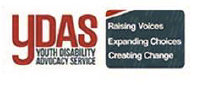 YDAS
YOUTH DISABILITY
ADVOCACY SERVICE
Raising Voices
Expanding Choices
Creating Change